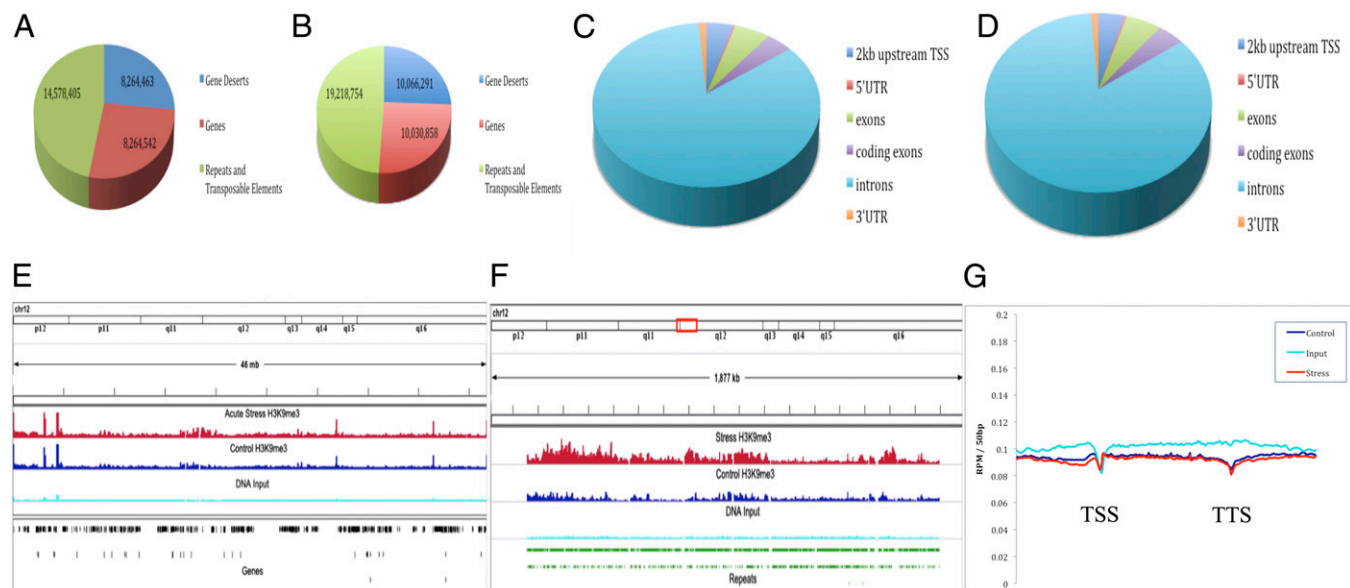 A
8,264,463
14,578,405
8,264,542
Gene Deserts
Genes
Repeats and
Transposable Elements
B
10,066,291
19,218,754
10,030,858
Gene Deserts
Genes
Repeats and
Transposable Elements
C
2kb upstream TSS
5'UTR
exons
coding exons
introns
3'UTR
D
2kb upstream TSS
5'UTR
exons
coding exons
introns
3'UTR
E
chr12
p12 p11 q11 q12 q13 q14 q15 q16
46 mb
Acute Stress H3K9me3
Control H3K9me3
DNA Input
Genes
F
chr12
p12 p11 q11 q12 q13 q14 q15 q16
1,877 kb
Stress H3K9me3
Control H3K9me3
DNA Input
Repeats
G
RPM / 50bp
0.2
0.18
0.16
0.14
0.12
0.1
0.08
0.06
0.04
0.02
0
Control
Input
Stress
TSS TTS